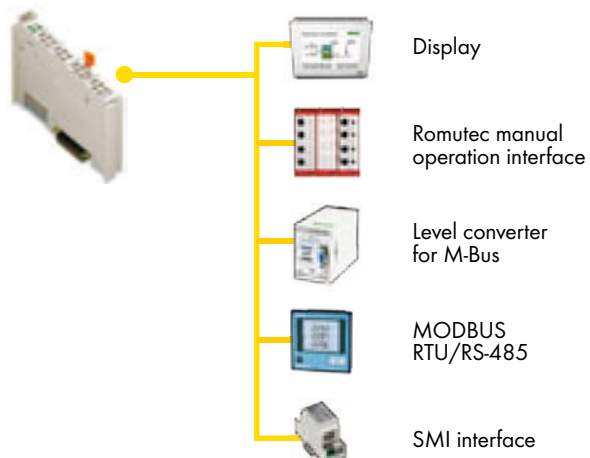 Display
Romutec manual
operation interface
Level converter
for M-Bus
MODBUS
RTU/RS-485
SMI interface